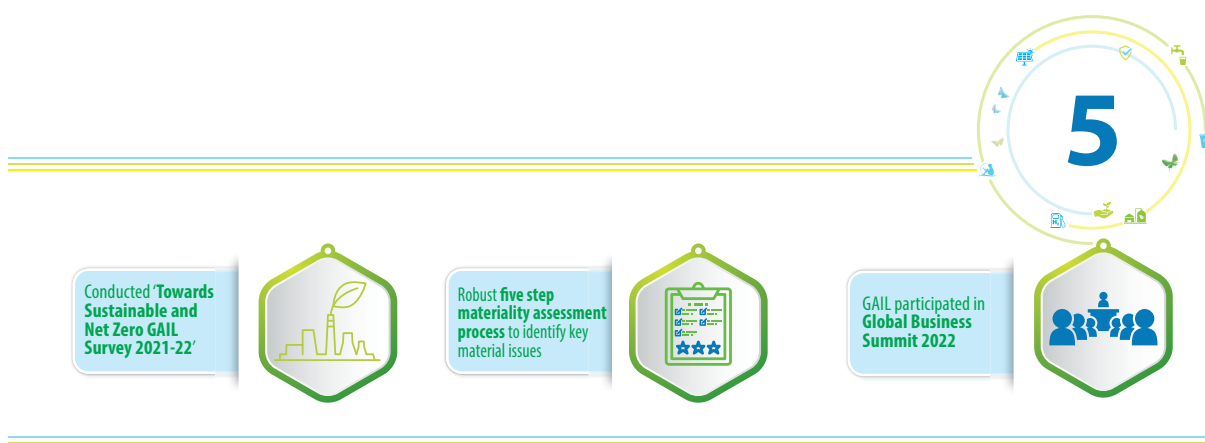 5
Conducted ‘Towards
Sustainable and
Net Zero GAIL
Survey 2021-22’
Robust five step
materiality assessment
process to identify key
material issues
GAIL participated in
Global Business
Summit 2022